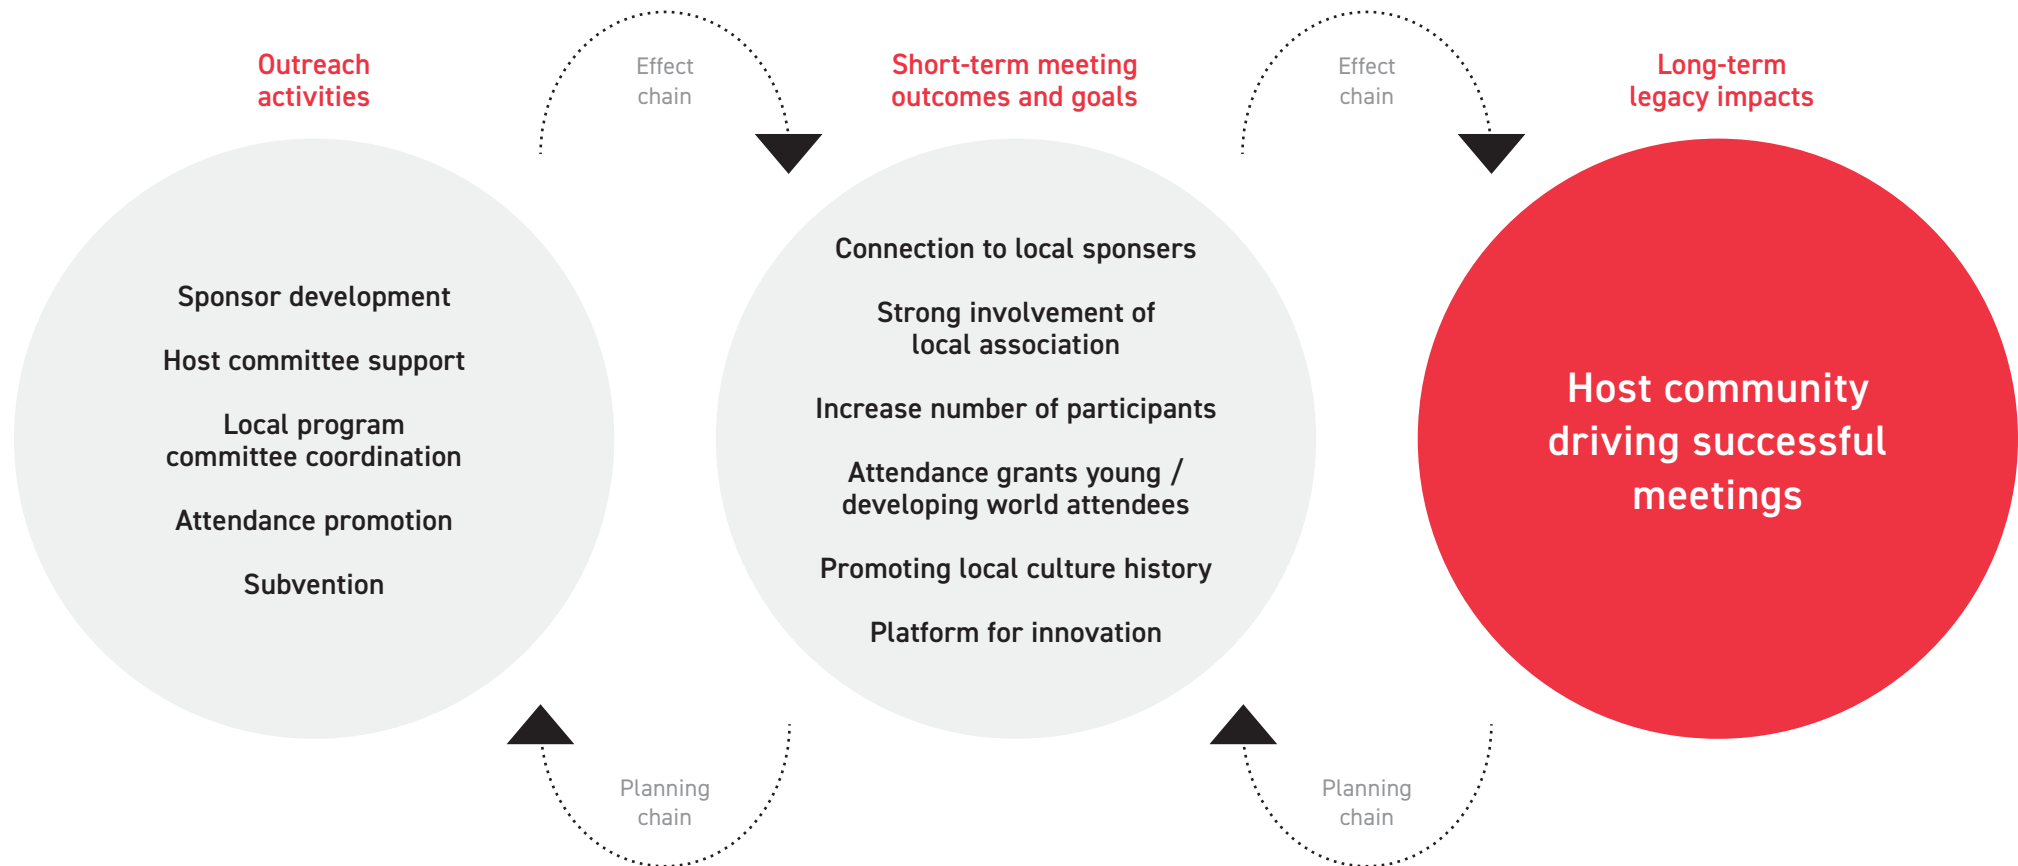 Outreach
activities
Effect
chain
Short-term meeting
outcomes and goals
Effect
chain
Long-term
legacy impacts
Sponsor development
Host committee support
Local program
committee coordination
Attendance promotion
Subvention
Connection to local sponsers
Strong involvement of
local association
Increase number of participants
Attendance grants young /
developing world attendees
Promoting local culture history
Platform for innovation
Host community
driving successful
meetings
Planning
chain
Planning
chain